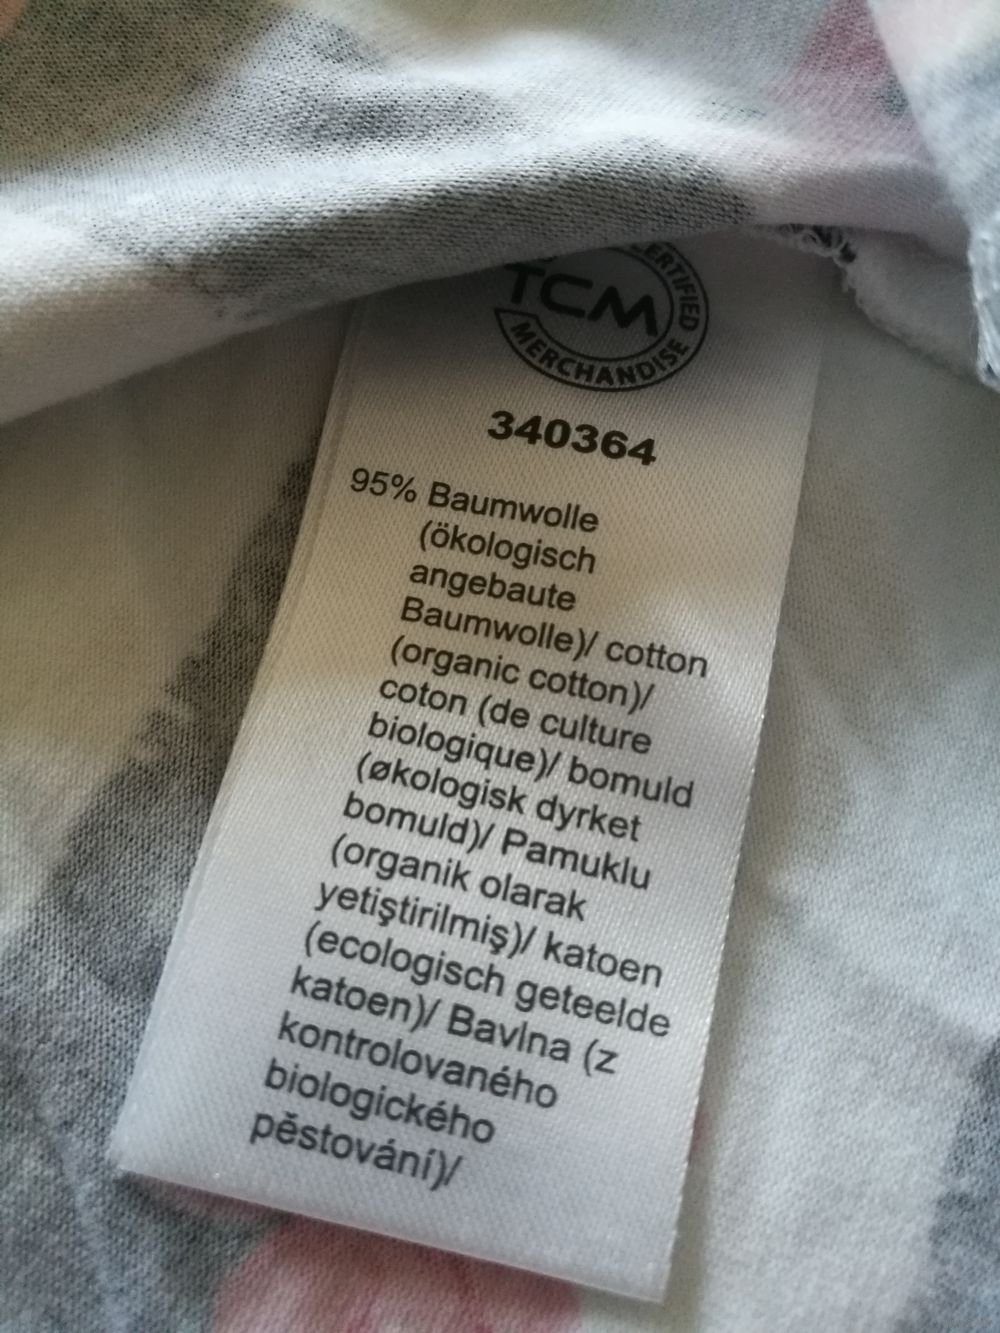 TCM
CERTIFIED
MERCHANDISE
340364
95% Baumwolle
(ökologisch
angebaute
Baumwolle)/ cotton
(organic cotton)/
coton (de culture
biologique)/ bomuld
(økologisk dyrket
bomuld)/ Pamuklu
(organik olarak
yetiştirilmiş)/ katoen
(ecologisch geteelde
katoen)/ Bavlna (z
kontrolovaného
biologického
pěstování)/